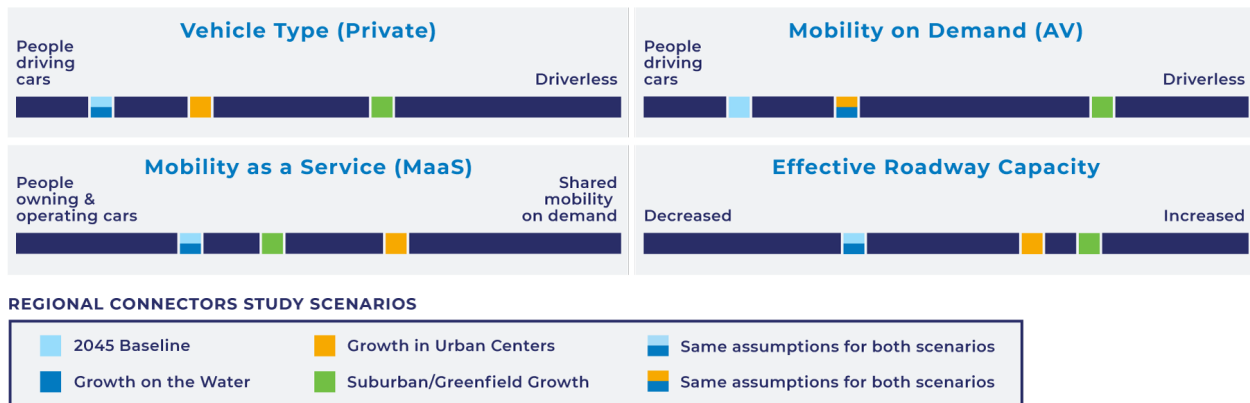 Vehicle Type (Private)
People
driving
cars
Driverless
Mobility on Demand (AV)
People
driving
cars
Driverless
Mobility as a Service (MaaS)
People
owning &
operating cars
Shared
mobility
on demand
Effective Roadway Capacity
Decreased
Increased
REGIONAL CONNECTORS STUDY SCENARIOS
2045 Baseline
Growth in Urban Centers
Same assumptions for both scenarios
Growth on the Water
Suburban/Greenfield Growth
Same assumptions for both scenarios